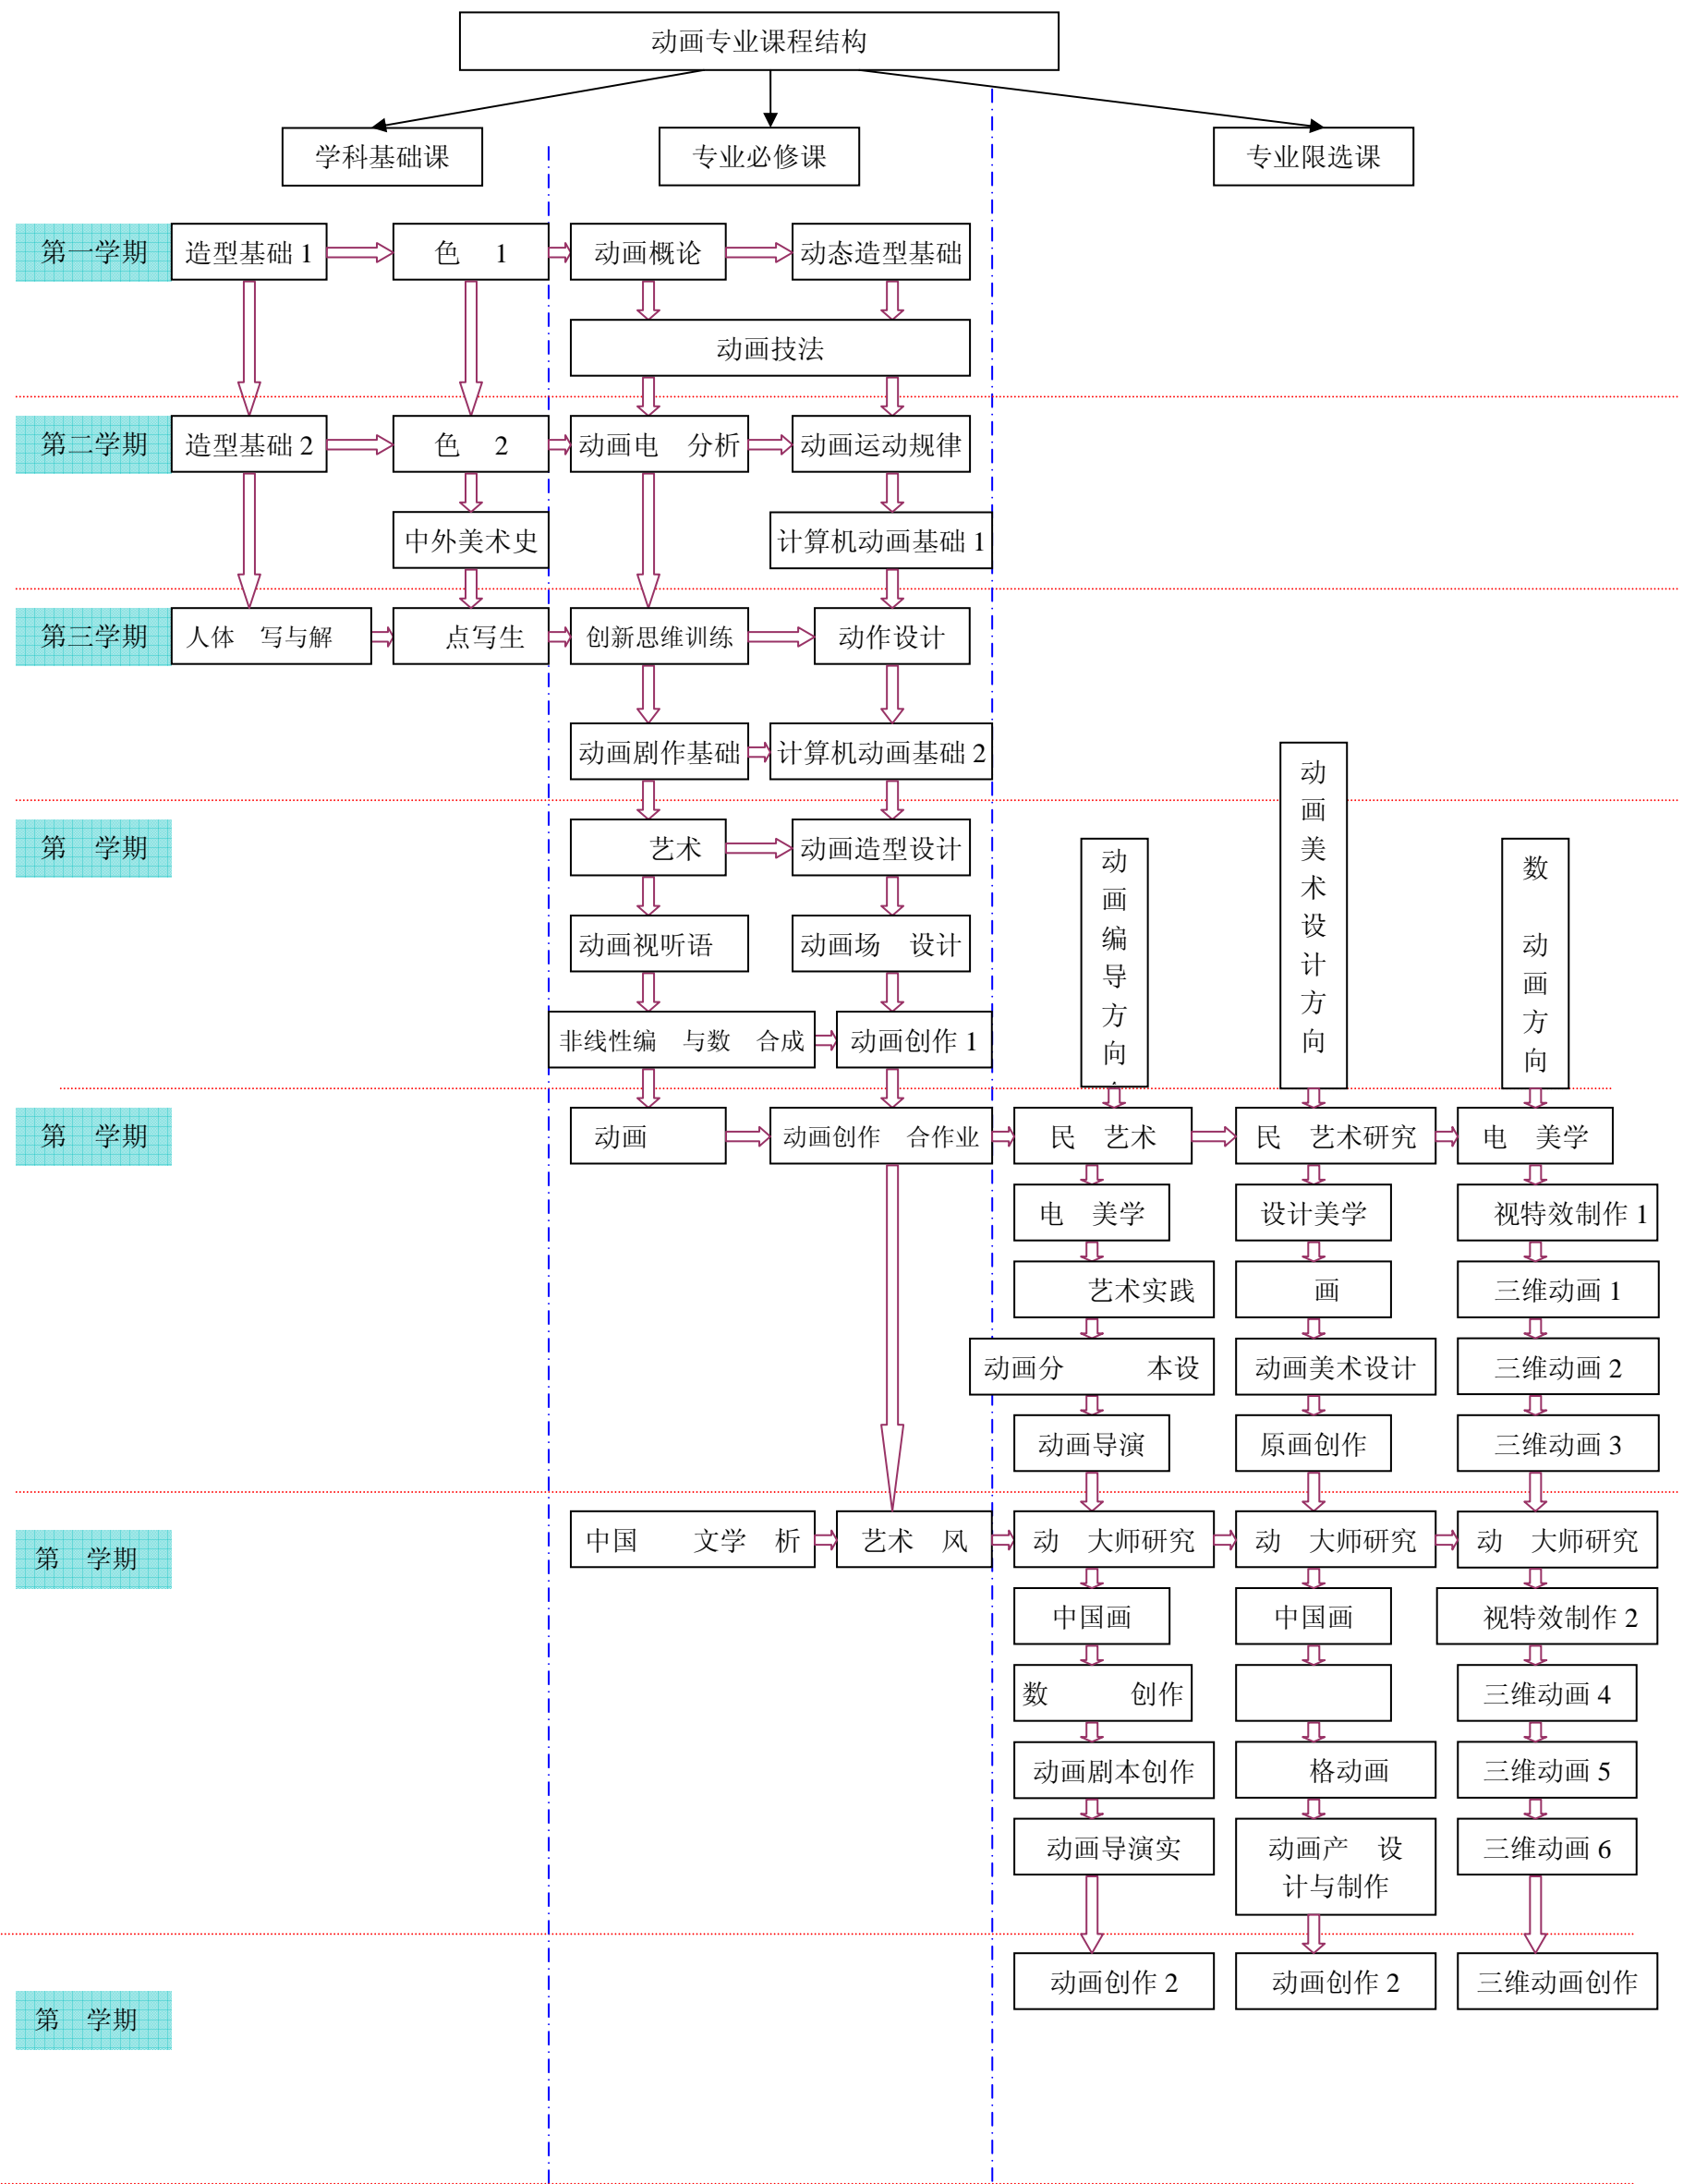 动画专业课程结构
学科基础课
专业必修课
专业限选课
第一学期
造型基础 1
色 1
动画概论
动态造型基础
动画技法
第二学期
造型基础 2
色 2
动画电 分析
动画运动规律
中外美术史
计算机动画基础 1
第三学期
人体 写与解
点写生
创新思维训练
动作设计
动画剧作基础
计算机动画基础 2
第 学期
艺术
动画造型设计
动画编导方向
动画美术设计方向
数 动画方向
动画视听语
动画场 设计
非线性编 与数 合成
动画创作 1
第 学期
动画
动画创作 合作业
民 艺术
民 艺术研究
电 美学
电 美学
设计美学
视特效制作 1
艺术实践
画
三维动画 1
动画分 本设
动画美术设计
三维动画 2
动画导演
原画创作
三维动画 3
第 学期
中国 文学 析
艺术 风
动 大师研究
动 大师研究
动 大师研究
中国画
中国画
视特效制作 2
数 创作
三维动画 4
动画剧本创作
格动画
三维动画 5
动画导演实
动画产 设
计与制作
三维动画 6
第 学期
动画创作 2
动画创作 2
三维动画创作